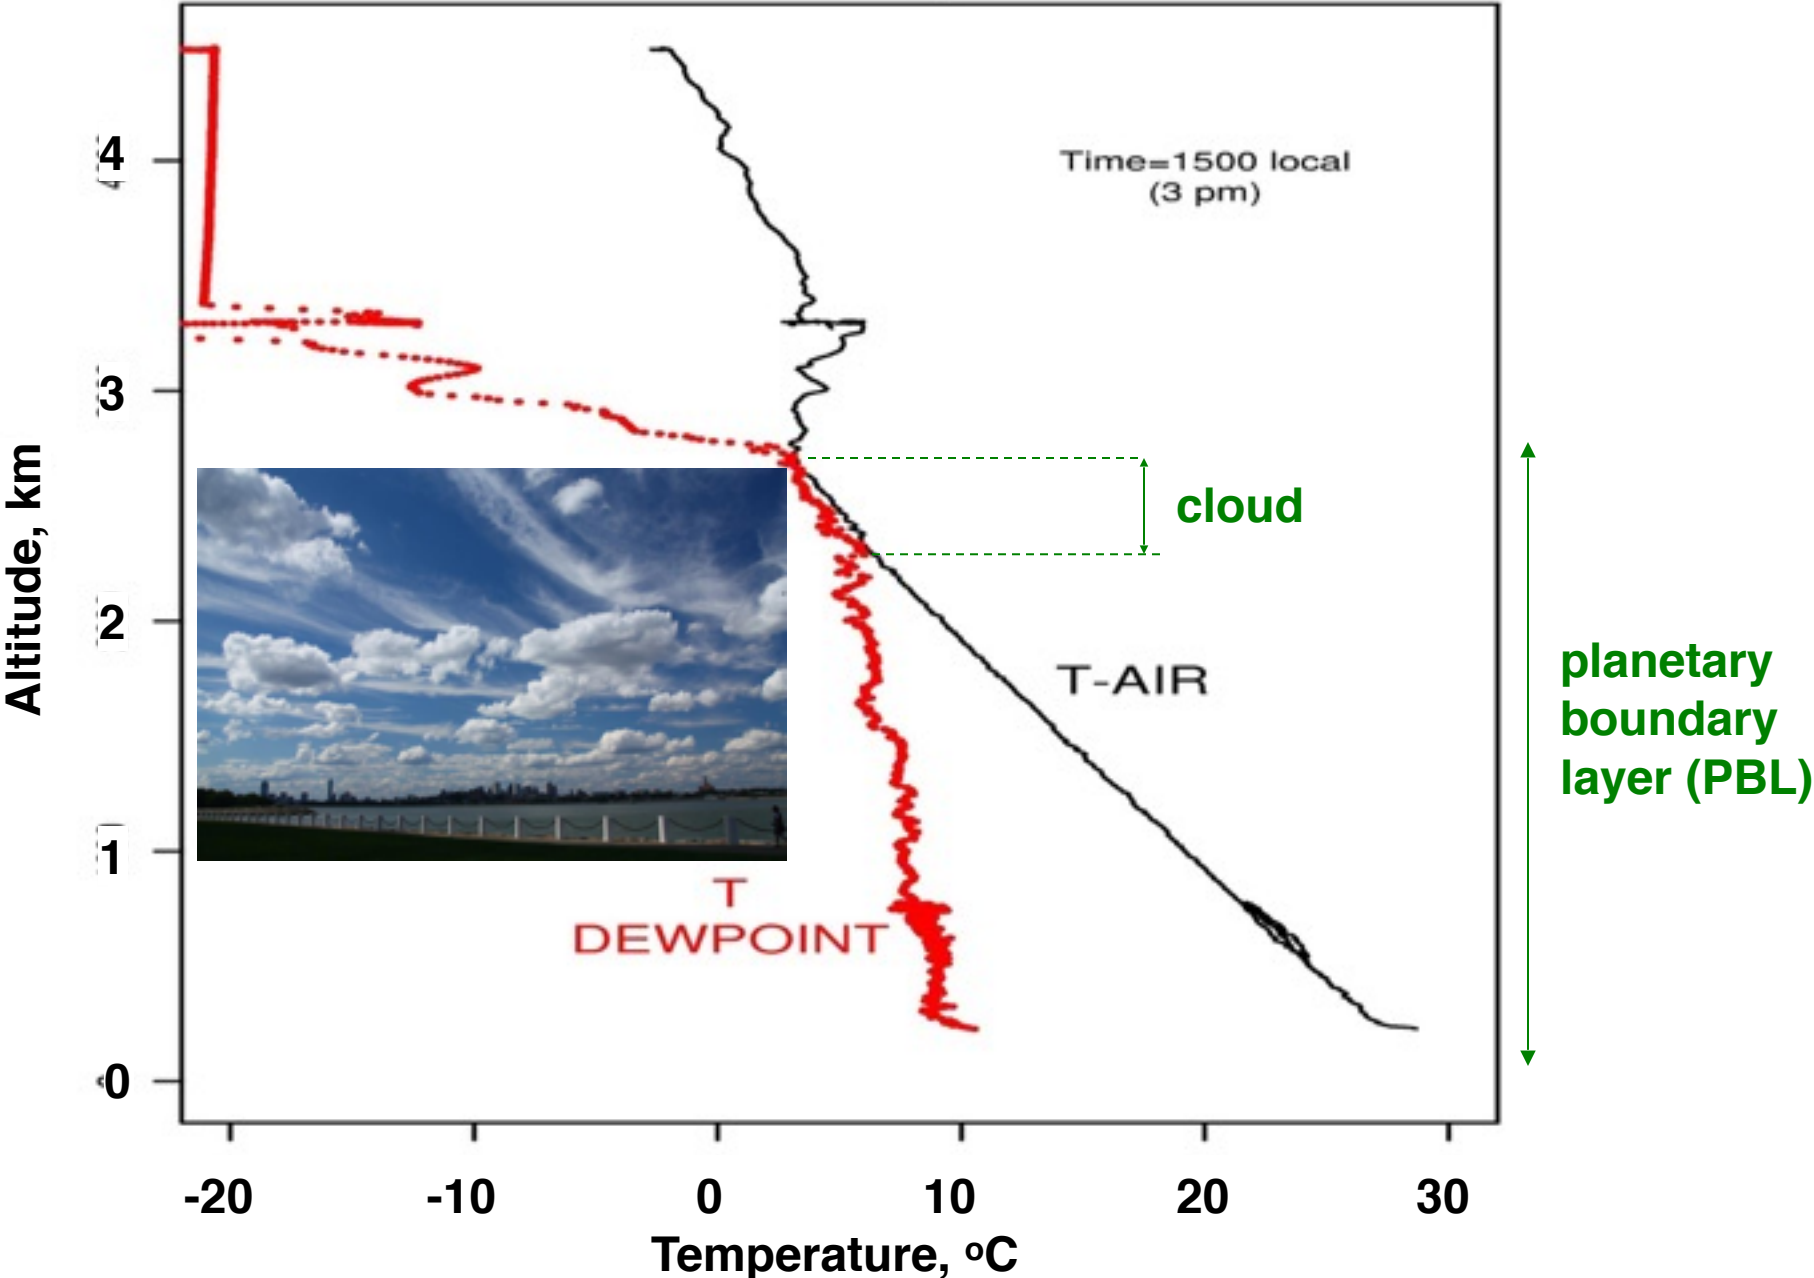 4
Time=1500 local
(3 pm)
3
Altitude, km
cloud
2
planetary
boundary
layer (PBL)
T-AIR
1
T
DEWPOINT
0
-20 -10 0 10 20 30
Temperature, ºC